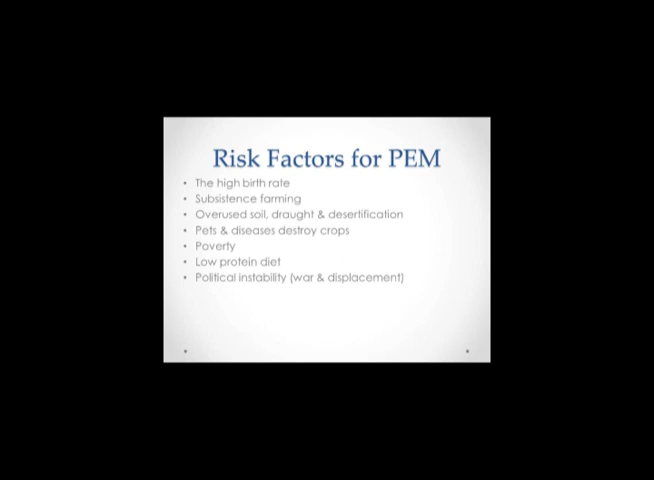 Risk Factors for PEM
• The high birth rate
• Subsistence farming
• Overused soil, draught & desertification
• Pets & diseases destroy crops
• Poverty
• Low protein diet
• Political instability (war & displacement)